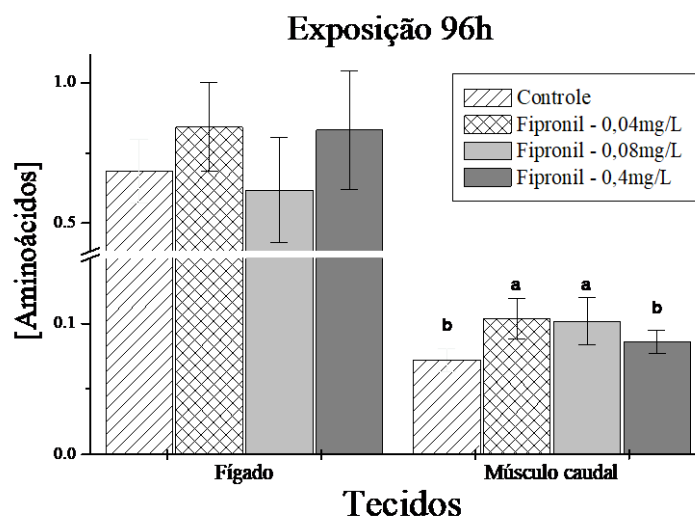 Exposição 96h
Controle
Fipronil - 0,04mg/L
Fipronil - 0,08mg/L
Fipronil - 0,4mg/L
[Aminoácidos]
1.0
0.5
0.1
0.0
b
a
a
b
Fígado
Músculo caudal
Tecidos